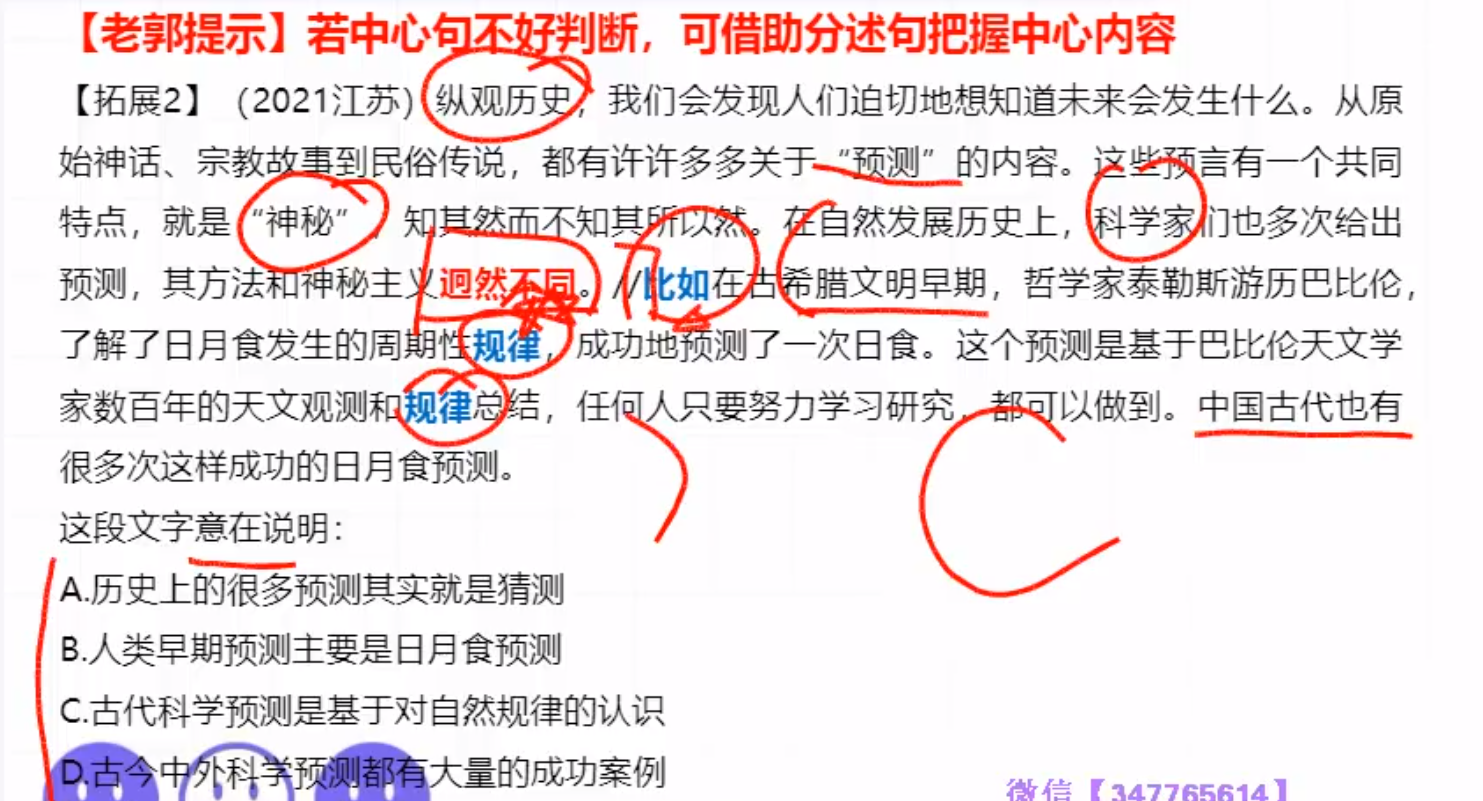 【老郭提示】若中心句不好判断，可借助分述句把握中心内容
【拓展2】（2021江苏）纵观历史，我们会发现人们迫切地想知道未来会发生什么。从原
始神话、宗教故事到民俗传说，都有许许多多关于“预测”的内容。这些预言有一个共同
特点，就是“神秘”，知其然而不知其所以然。在自然发展历史上，科学家们也多次给出
预测，其方法和神秘主义迥然不同。//比如在古希腊文明早期，哲学家泰勒斯游历巴比伦，
了解了日月食发生的周期性规律，成功地预测了一次日食。这个预测是基于巴比伦天文学
家数百年的天文观测和规律总结，任何人只要努力学习研究，都可以做到。中国古代也有
很多次这样成功的日月食预测。
这段文字意在说明：
A.历史上的很多预测其实就是猜测
B.人类早期预测主要是日月食预测
C.古代科学预测是基于对自然规律的认识
D.古今中外科学预测都有大量的成功案例
微信【347765614】